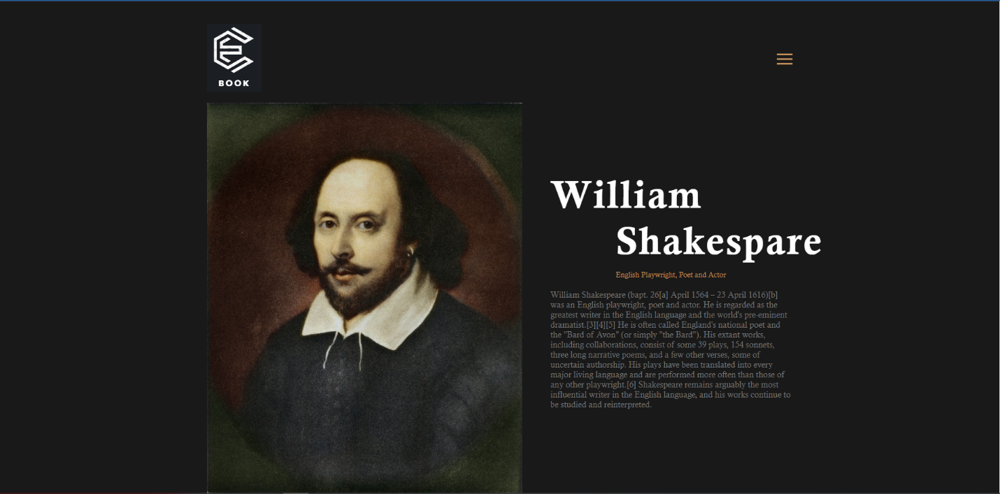 BOOK
William
Shakespare
English Playwright, Poet and Actor
William Shakespeare (bapt. 26[a] April 1564 – 23 April 1616)[b]
was an English playwright, poet and actor. He is regarded as the
greatest writer in the English language and the world's pre-eminent
dramatist.[3][4][5] He is often called England's national poet and
the "Bard of Avon" (or simply "the Bard"). His extant works,
including collaborations, consist of some 39 plays, 154 sonnets,
three long narrative poems, and a few other verses, some of
uncertain authorship. His plays have been translated into every
major living language and are performed more often than those of
any other playwright.[6] Shakespeare remains arguably the most
influential writer in the English language, and his works continue to
be studied and reinterpreted.